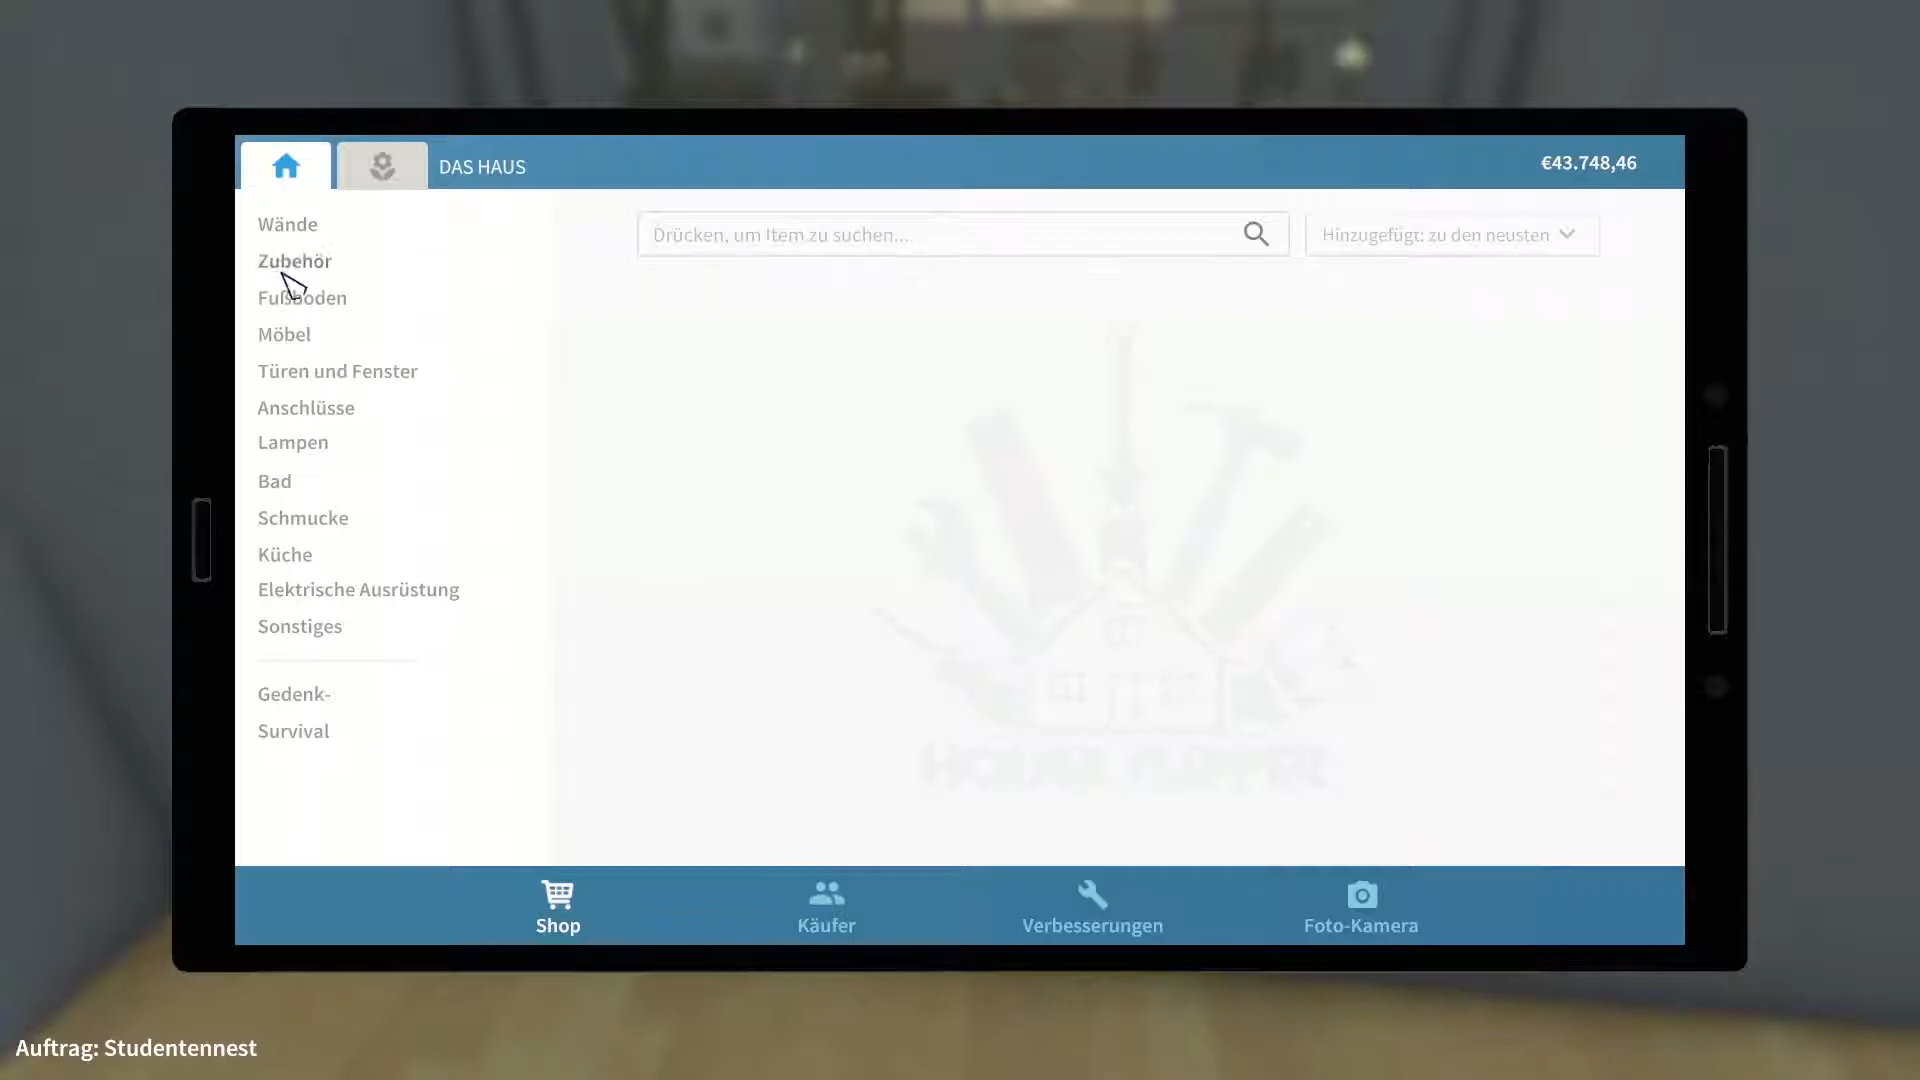 DAS HAUS
€43.748,46
Wände
Zubehör
Fußboden
Möbel
Türen und Fenster
Anschlüsse
Lampen
Bad
Schmucke
Küche
Elektrische Ausrüstung
Sonstiges
Gedenk-
Survival
Drücken, um Item zu suchen...
Hinzugefügt: zu den neusten
HOUSE FLIPPER
Shop
Käufer
Verbesserungen
Foto-Kamera
Auftrag: Studentennest